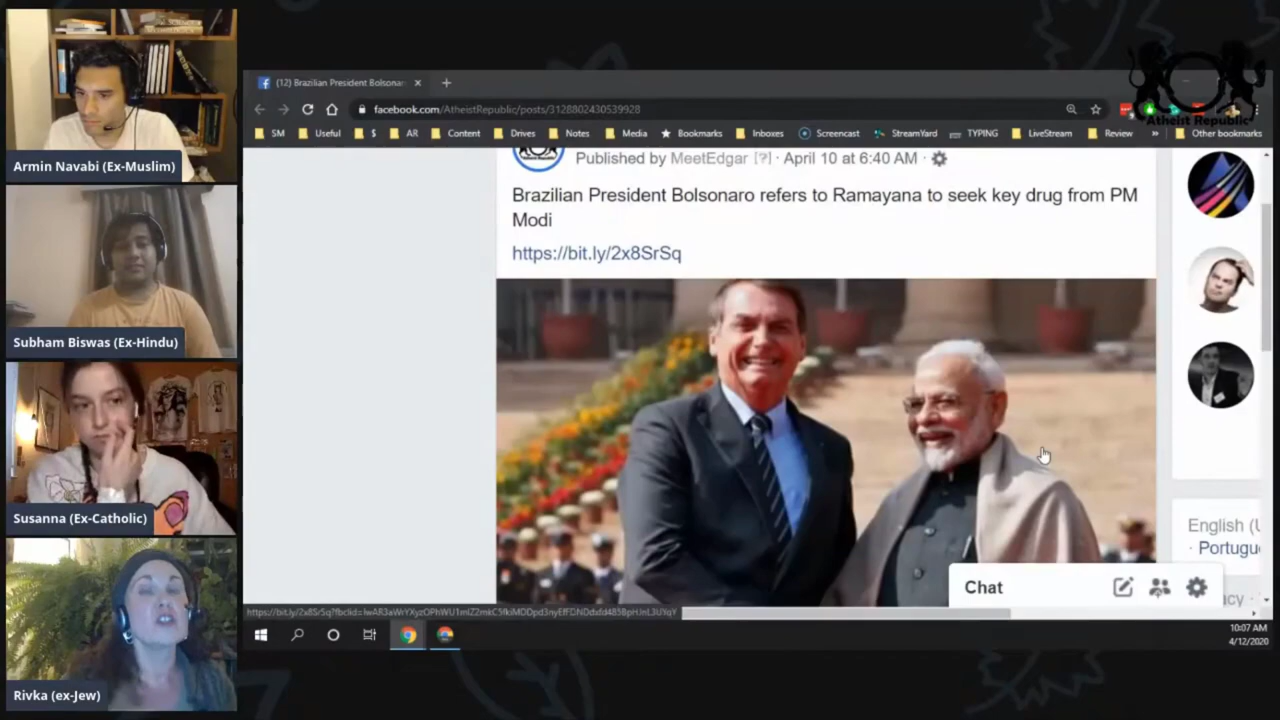 Armin Navabi (Ex-Muslim)
Subham Biswas (Ex-Hindu)
Susanna (Ex-Catholic)
Rivka (ex-Jew)
(12) Brazilian President Bolsonar
facebook.com/AtheistRepublic/posts/3128802430539928
Atheist Republic
SM Useful $ AR Content Drives Notes Media Bookmarks Inboxes Screencast StreamYard TYPING LiveStream Review » Other bookmarks
Published by MeetEdgar [?] · April 10 at 6:40 AM ·
Brazilian President Bolsonaro refers to Ramayana to seek key drug from PM
Modi
https://bit.ly/2x8SrSq
English (U
· Portugu
Chat
10:07 AM
4/12/2020